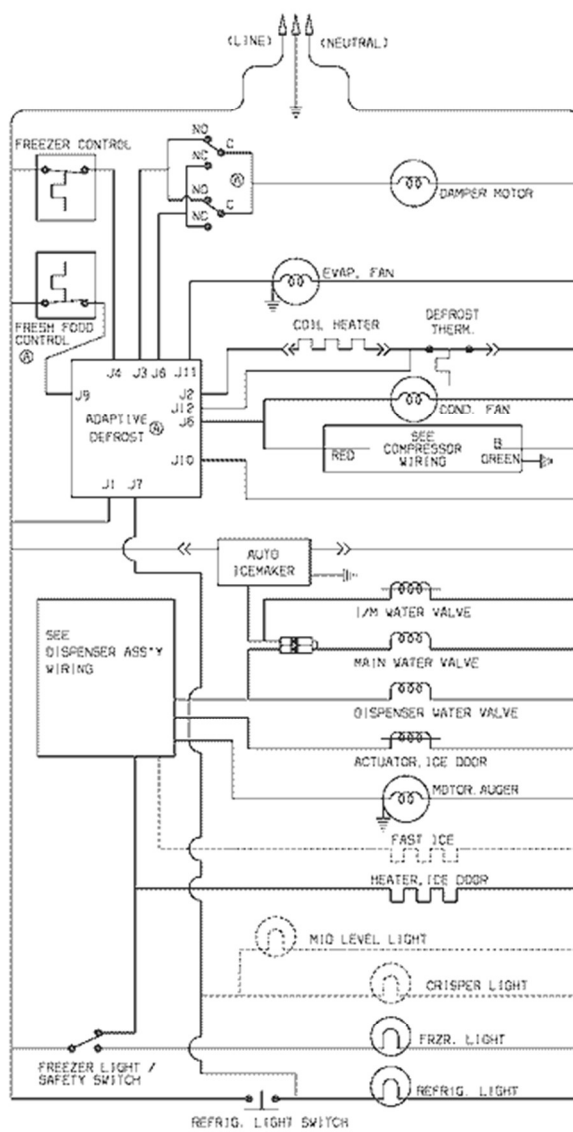 (LINE) (NEUTRAL)
FREEZER CONTROL
NO
C
NC
NO
C
NC
Ⓐ
DAMPER MOTOR
EVAP. FAN
FRESH FOOD
CONTROL
Ⓐ
COIL HEATER
DEFROST
THERM.
J4 J3 J6 J11
J9
J2
J12
J6
J10
ADAPTIVE
DEFROST
Ⓐ
J1 J7
COND. FAN
RED
SEE
COMPRESSOR
WIRING
B
GREEN
AUTO
ICEMAKER
I/M WATER VALVE
SEE
DISPENSER ASS'Y
WIRING
MAIN WATER VALVE
DISPENSER WATER VALVE
ACTUATOR, ICE DOOR
MOTOR, AUGER
FAST ICE
HEATER, ICE DOOR
MID LEVEL LIGHT
CRISPER LIGHT
FRZR. LIGHT
FREEZER LIGHT /
SAFETY SWITCH
REFRIG. LIGHT
REFRIG. LIGHT SWITCH